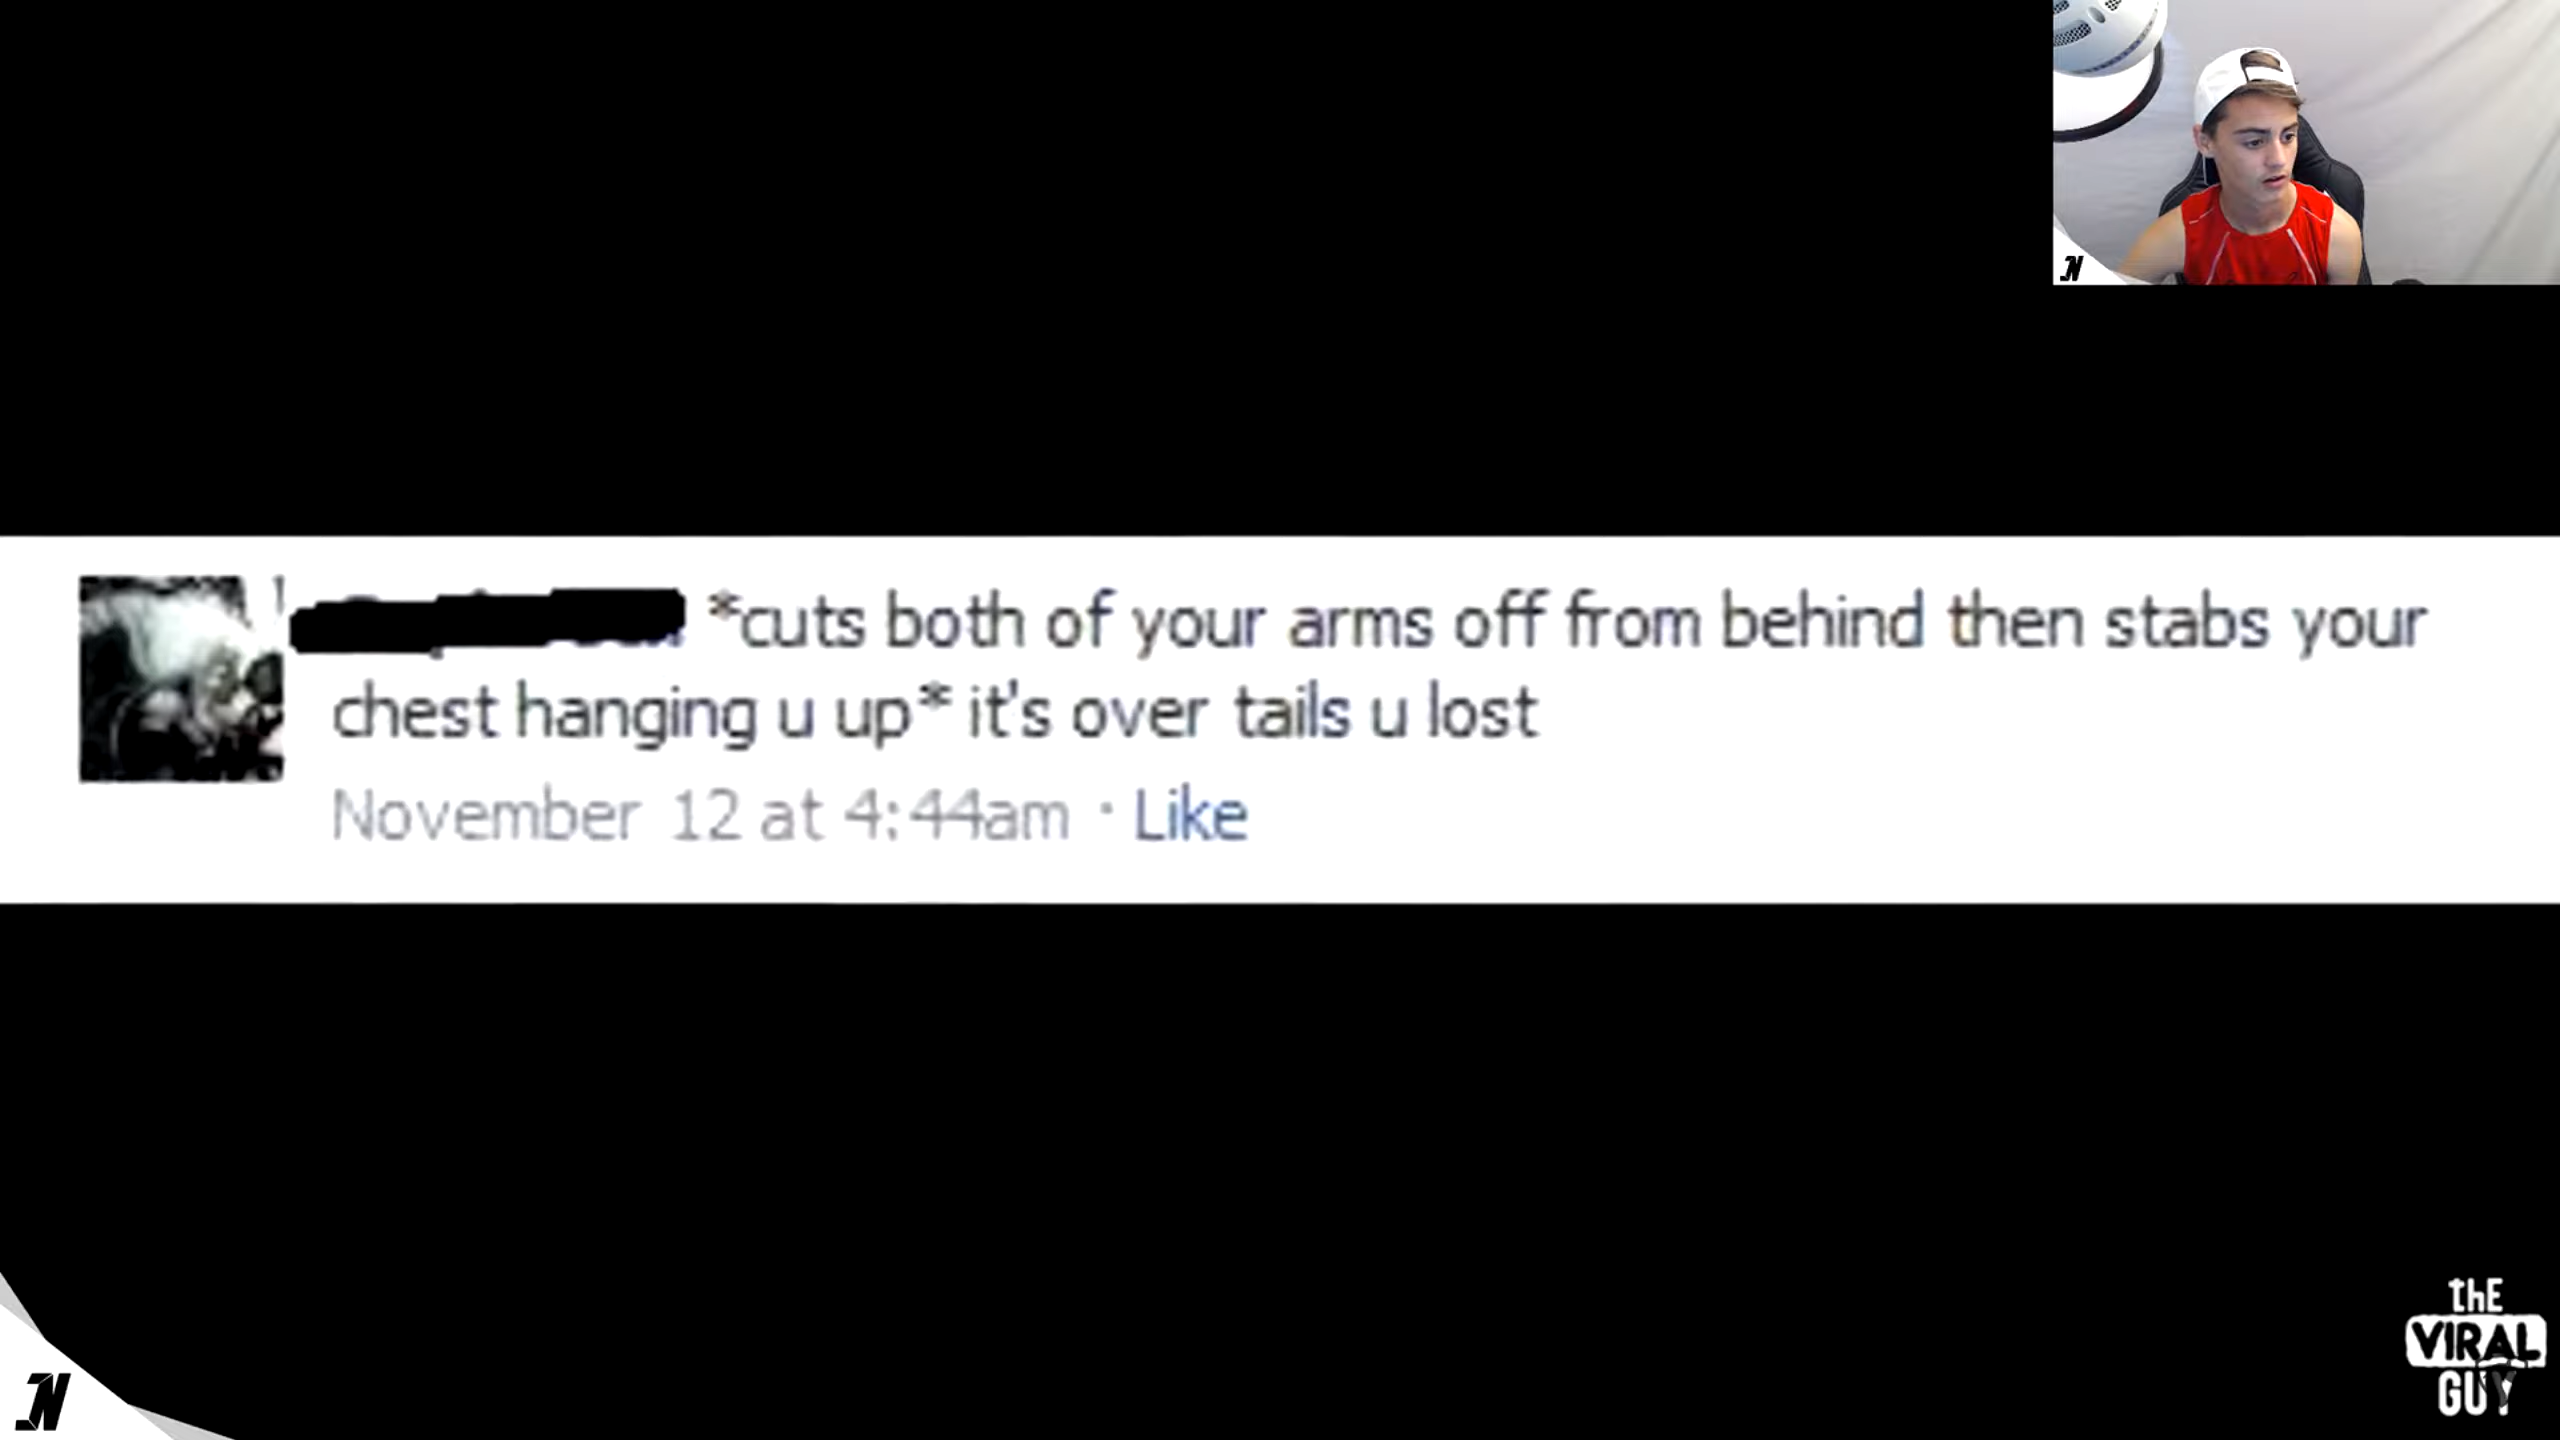 *cuts both of your arms off from behind then stabs your
chest hanging u up* it's over tails u lost
November 12 at 4:44am · Like
thE
VIRAL
GUY